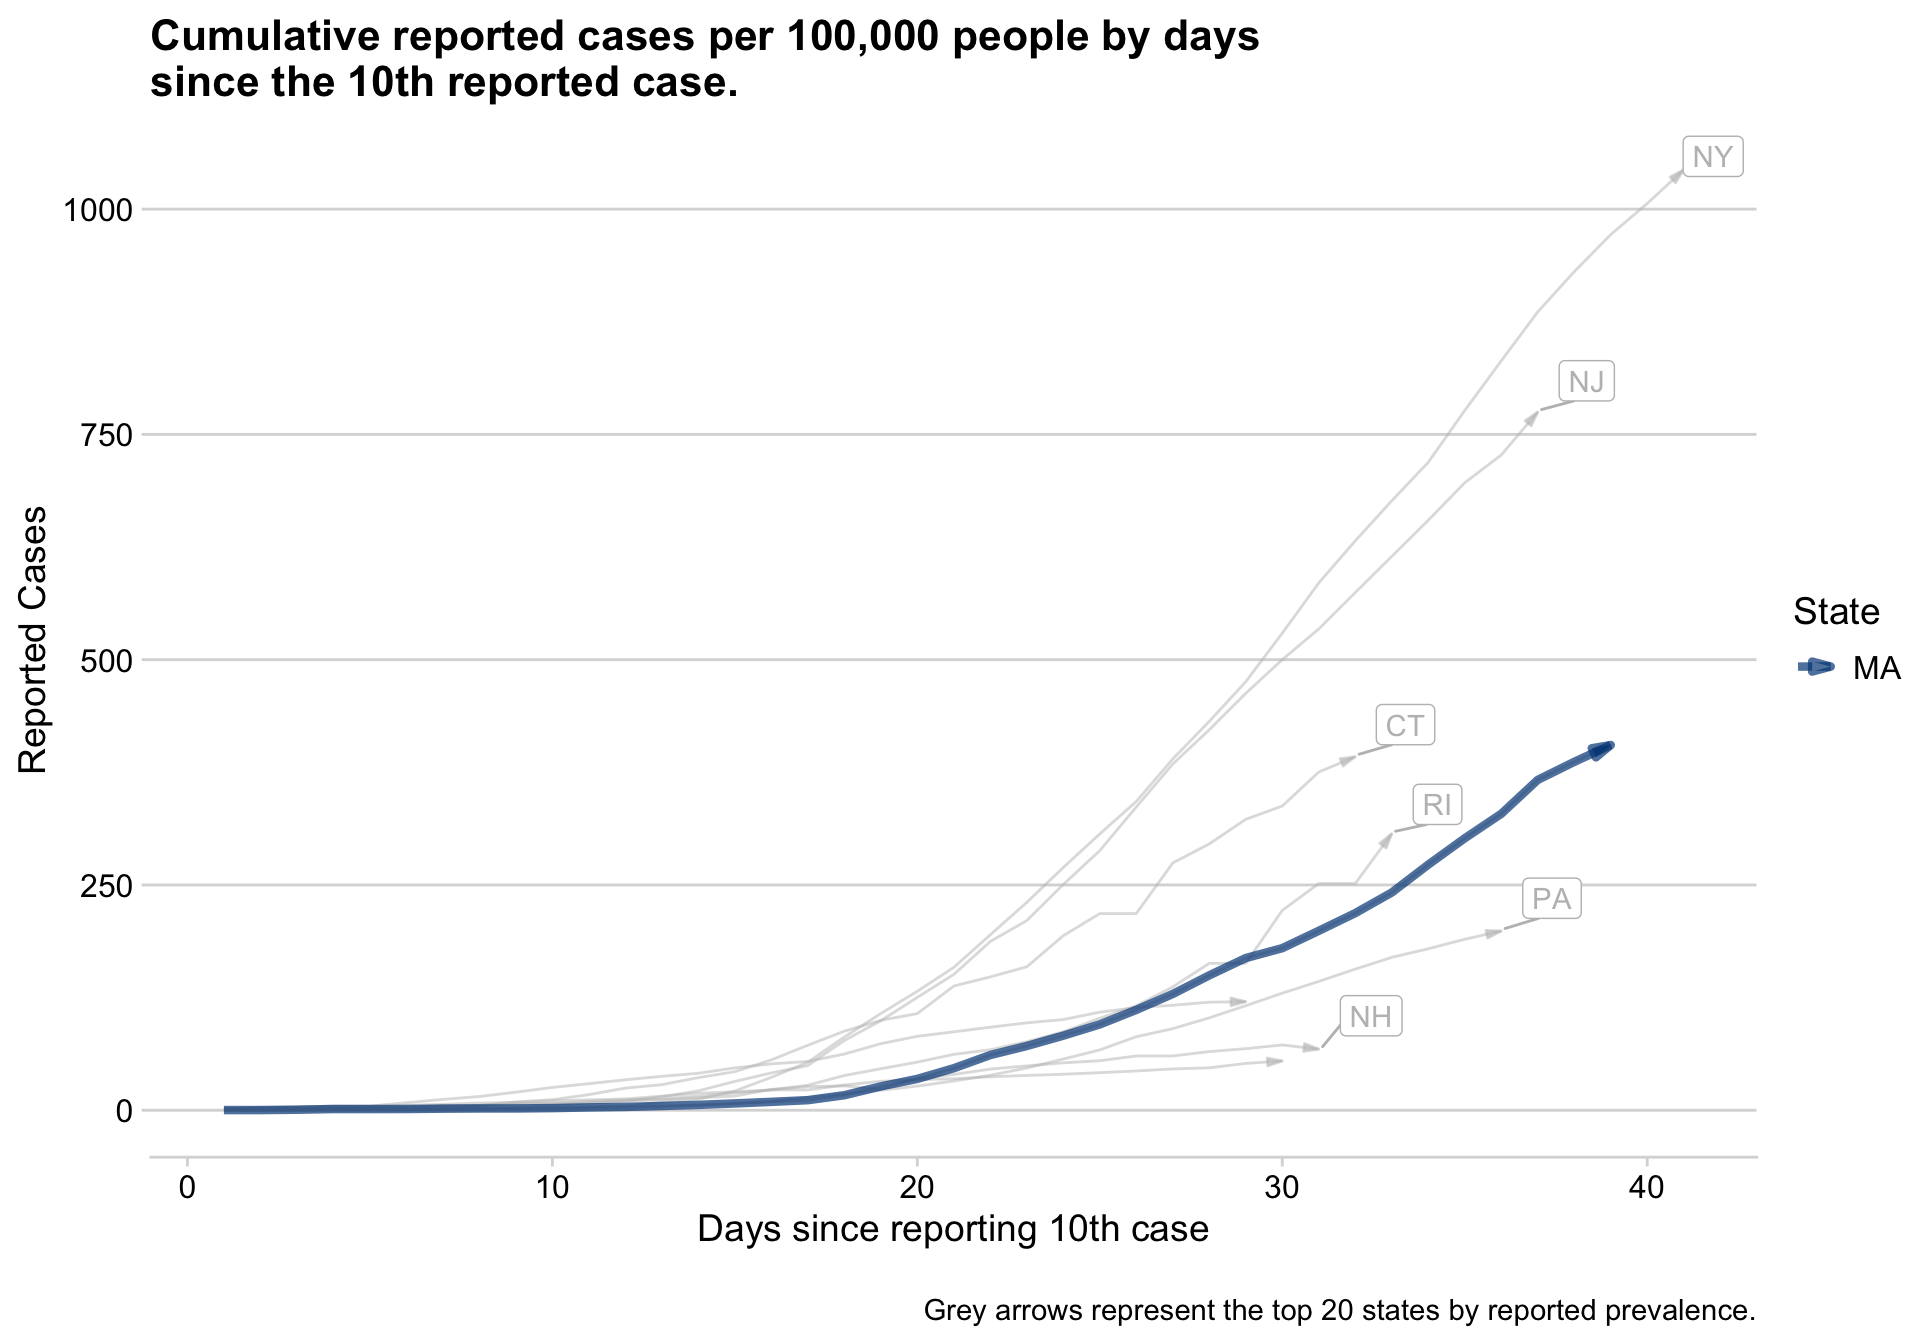 Cumulative reported cases per 100,000 people by days
since the 10th reported case.
Reported Cases
1000
750
500
250
0
NY
NJ
CT
RI
PA
NH
State
MA
0
10
20
30
40
Days since reporting 10th case
Grey arrows represent the top 20 states by reported prevalence.